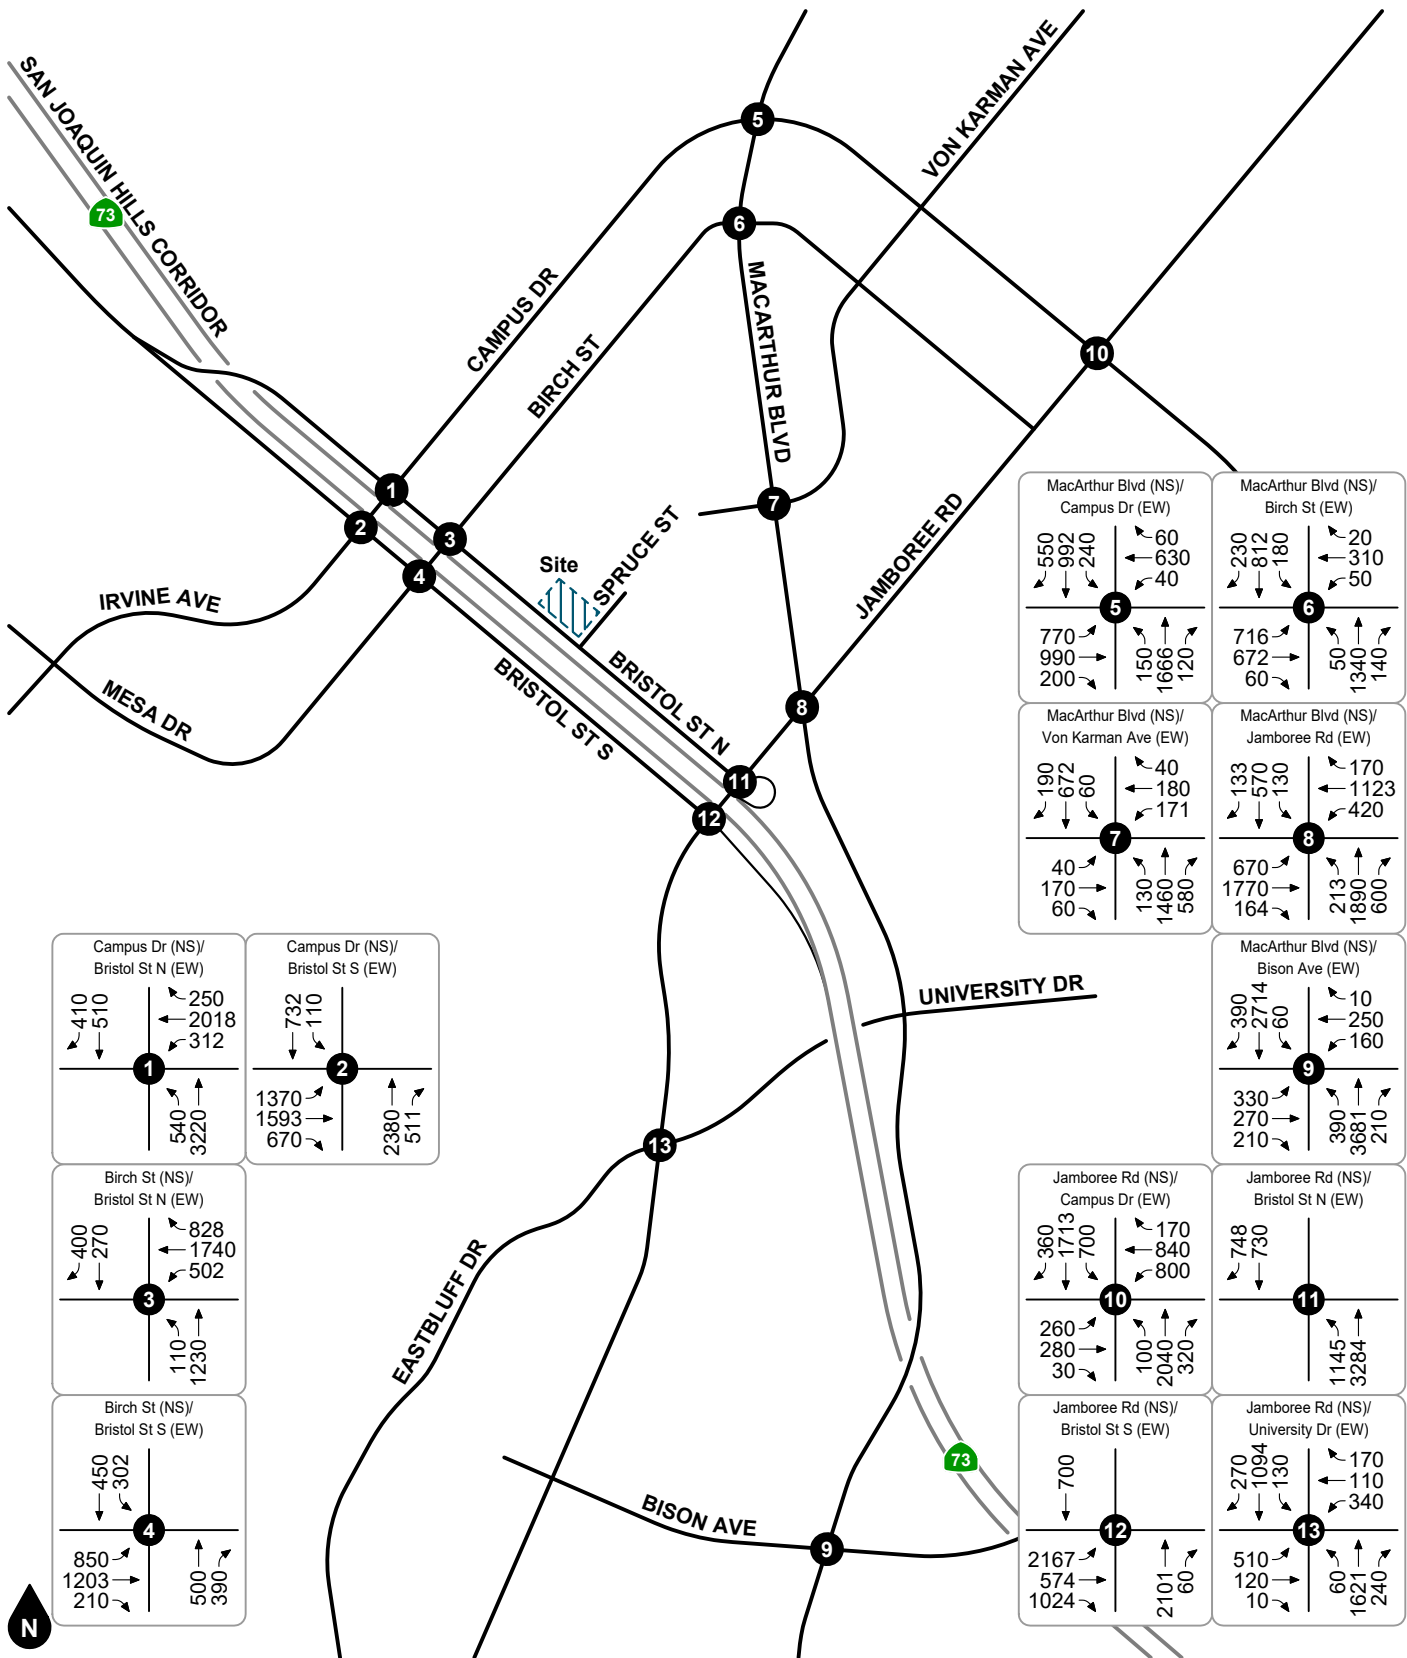 SAN JOAQUIN HILLS CORRIDOR
73
VON KARMAN AVE
5
6
CAMPUS DR
BIRCH ST
MACARTHUR BLVD
10
1
2
3
4
7
JAMBOREE RD
Site
SPRUCE ST
IRVINE AVE
MESA DR
BRISTOL ST N
BRISTOL ST S
8
11
12
UNIVERSITY DR
13
EASTBLUFF DR
73
BISON AVE
9
N
MacArthur Blvd (NS)/
Campus Dr (EW)
550 992 240
60
630
40
5
770
990
200
150 1666 120
MacArthur Blvd (NS)/
Birch St (EW)
230 812 180
20
310
50
6
716
672
60
50 1340 140
MacArthur Blvd (NS)/
Von Karman Ave (EW)
190 672 60
40
180
171
7
40
170
60
130 1460 580
MacArthur Blvd (NS)/
Jamboree Rd (EW)
133 570 130
170
1123
420
8
670
1770
164
213 1890 600
Campus Dr (NS)/
Bristol St N (EW)
410 510
250
2018
312
1
540 3220
Campus Dr (NS)/
Bristol St S (EW)
732 110
2
1370
1593
670
2380 511
MacArthur Blvd (NS)/
Bison Ave (EW)
390 2714 60
10
250
160
9
330
270
210
390 3681 210
Birch St (NS)/
Bristol St N (EW)
400 270
828
1740
502
3
110 1230
Jamboree Rd (NS)/
Campus Dr (EW)
360 1713 700
170
840
800
10
260
280
30
100 2040 320
Jamboree Rd (NS)/
Bristol St N (EW)
748 730
11
1145 3284
Birch St (NS)/
Bristol St S (EW)
450 302
4
850
1203
210
500 390
Jamboree Rd (NS)/
Bristol St S (EW)
700
12
2167
574
1024
2101 60
Jamboree Rd (NS)/
University Dr (EW)
270 1094 130
170
110
340
13
510
120
10
60 1621 240